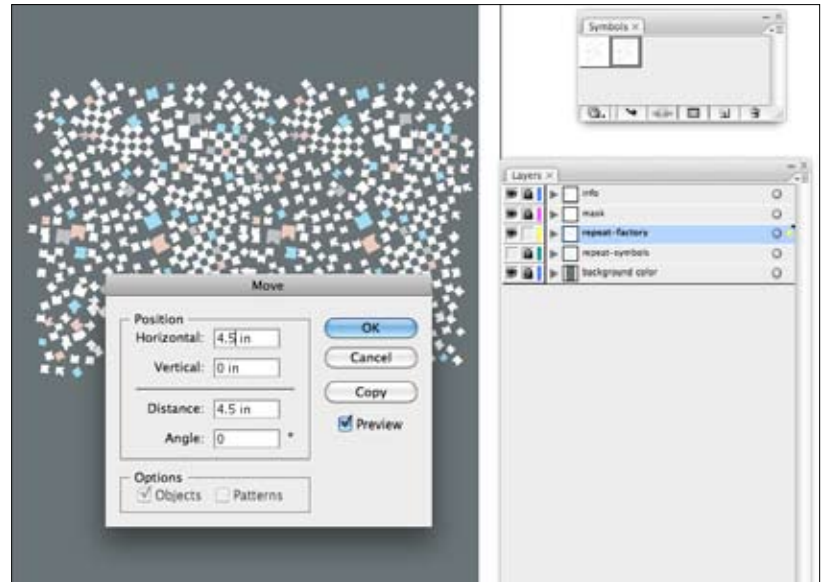 Symbols ×
Layers ×
info
mask
repeat-factory
repeat-symbols
background color
Move
Position
Horizontal: 4.5 in
Vertical: 0 in
Distance: 4.5 in
Angle: 0 °
OK
Cancel
Copy
Preview
Options
Objects Patterns